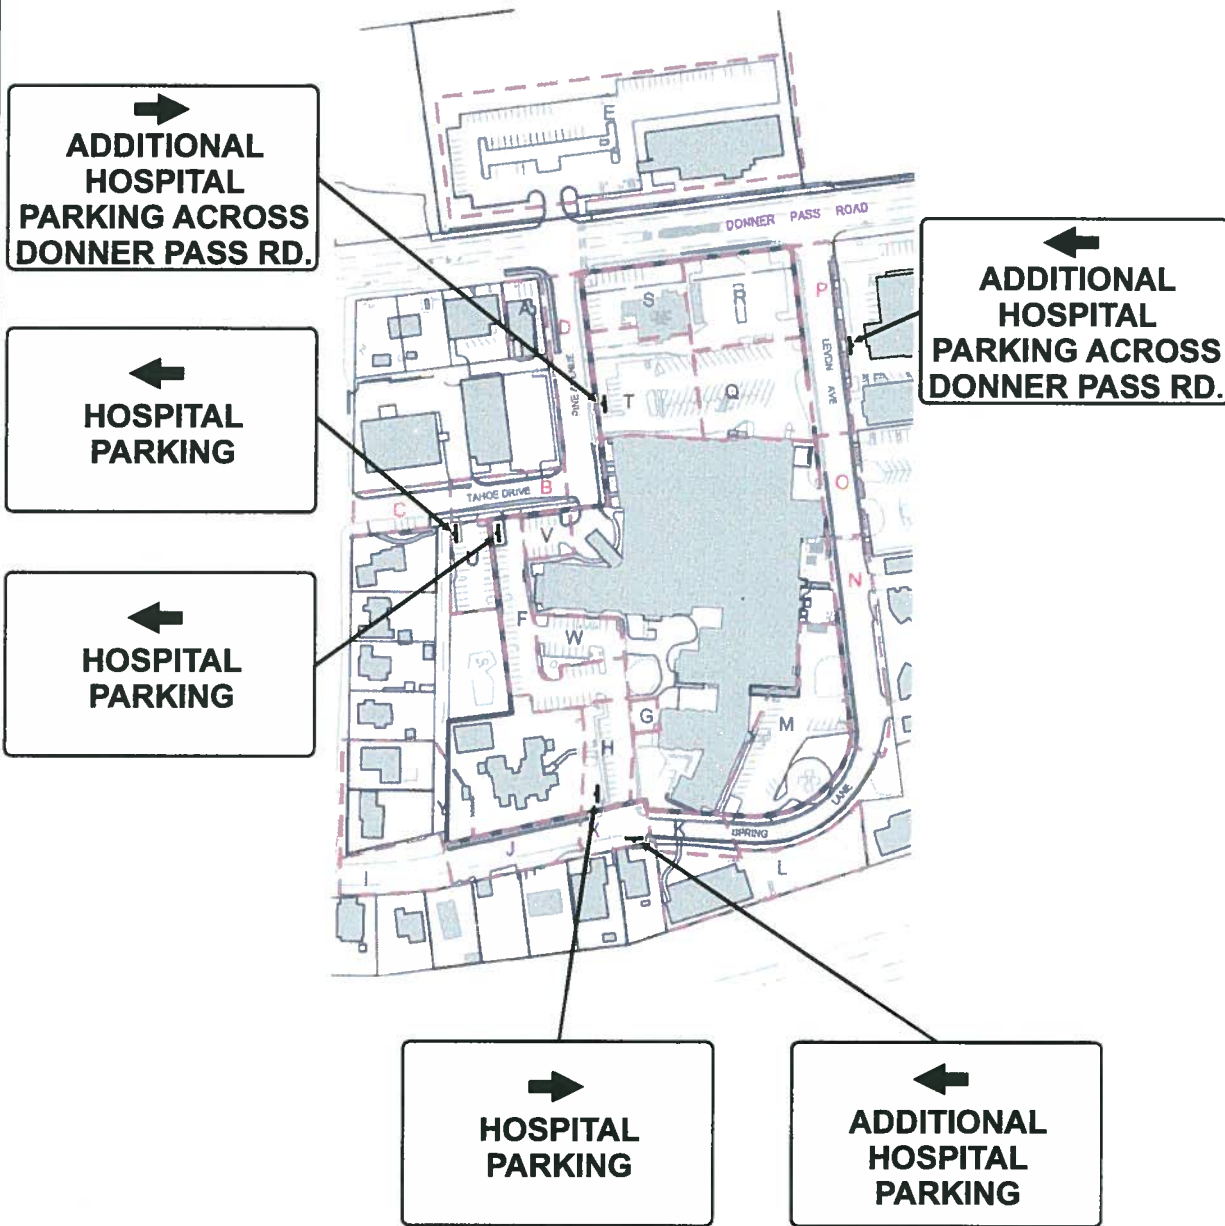 ADDITIONAL
HOSPITAL
PARKING ACROSS
DONNER PASS RD.
HOSPITAL
PARKING
HOSPITAL
PARKING
ADDITIONAL
HOSPITAL
PARKING ACROSS
DONNER PASS RD.
E
DONNER PASS ROAD
A
D
S
R
P
LEVON AVE
T
Q
B
TAHOE DRIVE
C
O
V
U
N
F
W
G
H
M
Y
X
K
SPRING
LANE
J
I
L
HOSPITAL
PARKING
ADDITIONAL
HOSPITAL
PARKING